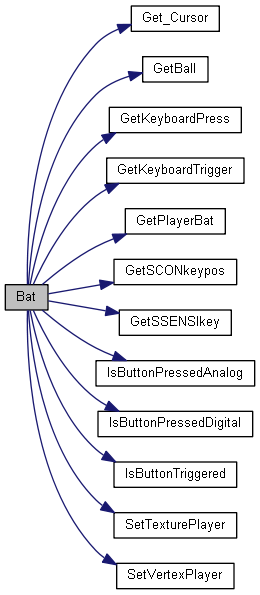 Bat
Get_Cursor
GetBall
GetKeyboardPress
GetKeyboardTrigger
GetPlayerBat
GetSCONkeypos
GetSSENSIkey
IsButtonPressedAnalog
IsButtonPressedDigital
IsButtonTriggered
SetTexturePlayer
SetVertexPlayer